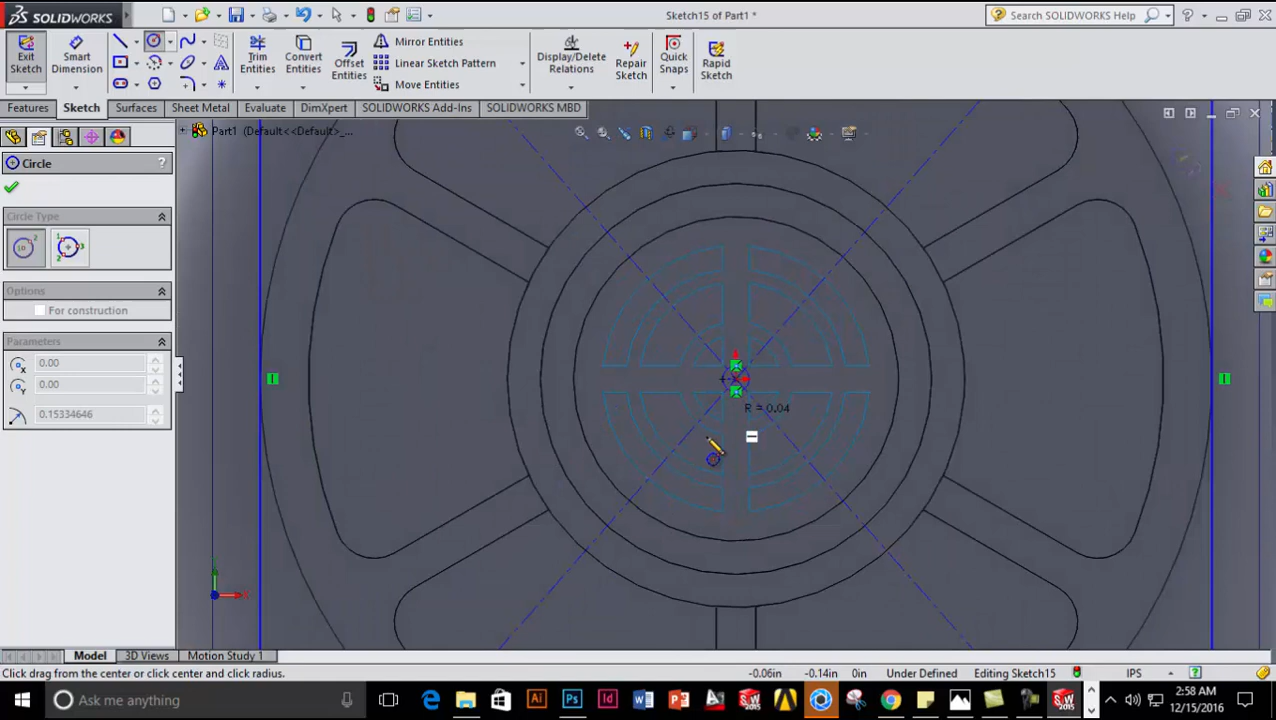 SOLIDWORKS
Sketch15 of Part1 *
Search SOLIDWORKS Help
Exit Sketch
Smart Dimension
Trim Entities
Convert Entities
Offset Entities
Mirror Entities
Linear Sketch Pattern
Move Entities
Display/Delete Relations
Repair Sketch
Quick Snaps
Rapid Sketch
Features
Sketch
Surfaces
Sheet Metal
Evaluate
DimXpert
SOLIDWORKS Add-Ins
SOLIDWORKS MBD
Part1 (Default<<Default>_...
Circle
?
Circle Type
Options
For construction
Parameters
0.00
0.00
0.15334646
R = 0.04
Model
3D Views
Motion Study 1
Click drag from the center or click center and click radius.
-0.06in
-0.14in
0in
Under Defined
Editing Sketch15
IPS
Ask me anything
2:58 AM
12/15/2016